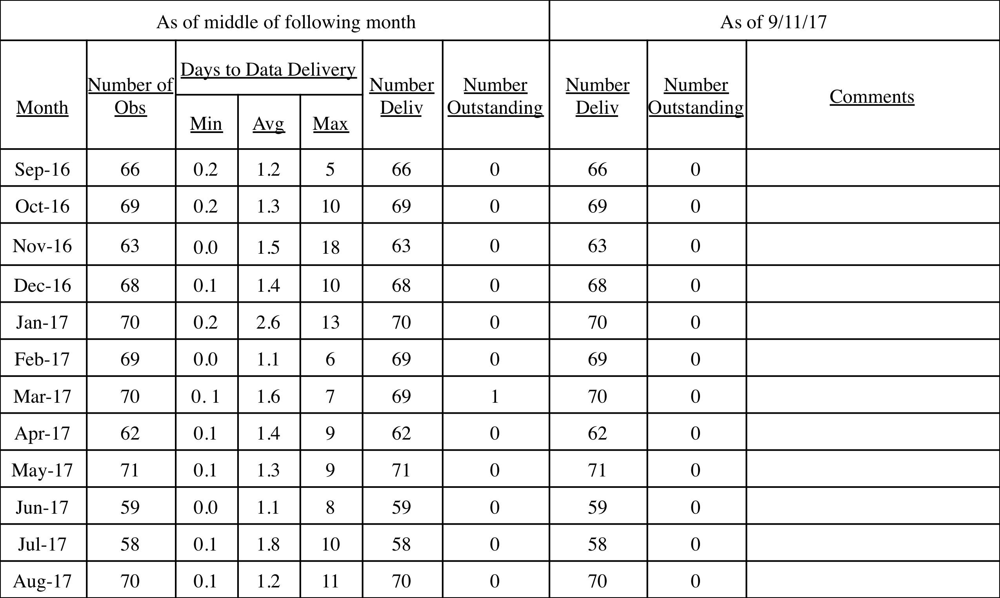 As of middle of following month As of 9/11/17
Month Number of Obs Days to Data Delivery Number Deliv Number Outstanding Number Deliv Number Outstanding Comments
Min Avg Max
Sep-16 66 0.2 1.2 5 66 0 66 0
Oct-16 69 0.2 1.3 10 69 0 69 0
Nov-16 63 0.0 1.5 18 63 0 63 0
Dec-16 68 0.1 1.4 10 68 0 68 0
Jan-17 70 0.2 2.6 13 70 0 70 0
Feb-17 69 0.0 1.1 6 69 0 69 0
Mar-17 70 0. 1 1.6 7 69 1 70 0
Apr-17 62 0.1 1.4 9 62 0 62 0
May-17 71 0.1 1.3 9 71 0 71 0
Jun-17 59 0.0 1.1 8 59 0 59 0
Jul-17 58 0.1 1.8 10 58 0 58 0
Aug-17 70 0.1 1.2 11 70 0 70 0